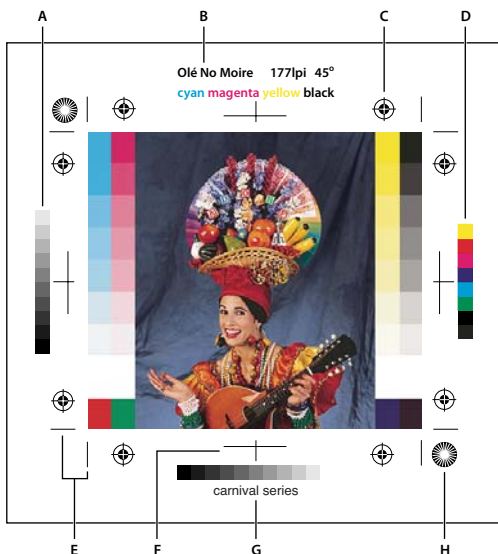 A B C D
Olé No Moire 177lpi 45°
cyan magenta yellow black
carnival series
E F G H